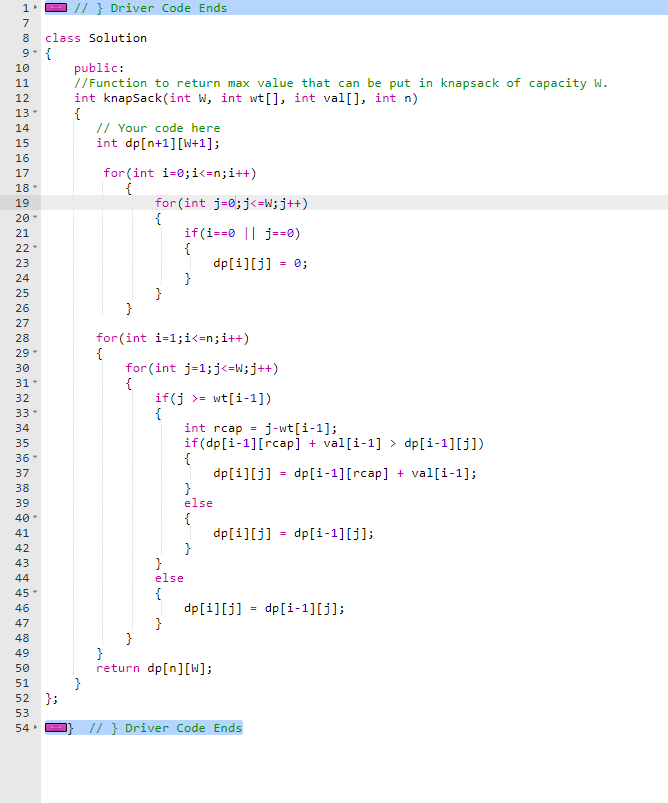 1 // } Driver Code Ends
7
8 class Solution
9 {
10 public:
11 //Function to return max value that can be put in knapsack of capacity W.
12 int knapSack(int W, int wt[], int val[], int n)
13 {
14 // Your code here
15 int dp[n+1][W+1];
16
17 for(int i=0;i<=n;i++)
18 {
19 for(int j=0;j<=W;j++)
20 {
21 if(i==0 || j==0)
22 {
23 dp[i][j] = 0;
24 }
25 }
26 }
27
28 for(int i=1;i<=n;i++)
29 {
30 for(int j=1;j<=W;j++)
31 {
32 if(j >= wt[i-1])
33 {
34 int rcap = j-wt[i-1];
35 if(dp[i-1][rcap] + val[i-1] > dp[i-1][j])
36 {
37 dp[i][j] = dp[i-1][rcap] + val[i-1];
38 }
39 else
40 {
41 dp[i][j] = dp[i-1][j];
42 }
43 }
44 else
45 {
46 dp[i][j] = dp[i-1][j];
47 }
48 }
49 }
50 return dp[n][W];
51 }
52 };
53
54 } // } Driver Code Ends